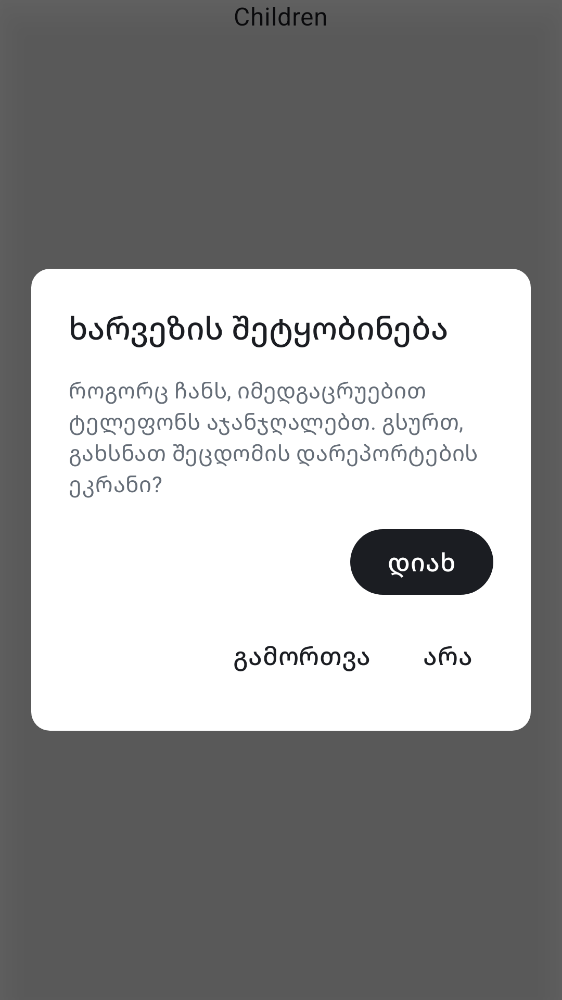 Children
ხარვეზის შეტყობინება
როგორც ჩანს, იმედგაცრუებით
ტელეფონს აჯანჯღალებთ. გსურთ,
გახსნათ შეცდომის დარეპორტების
ეკრანი?
დიახ
გამორთვა
არა